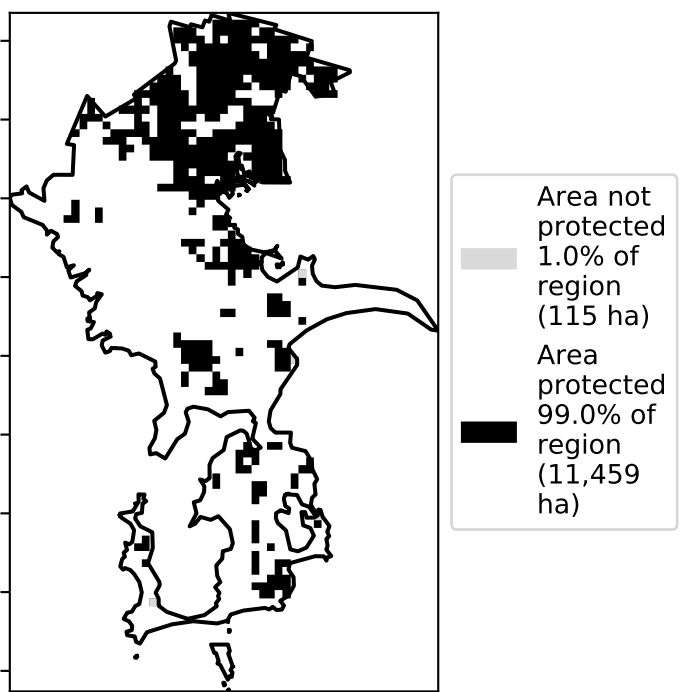 Area not
protected
1.0% of
region
(115 ha)
Area
protected
99.0% of
region
(11,459
ha)